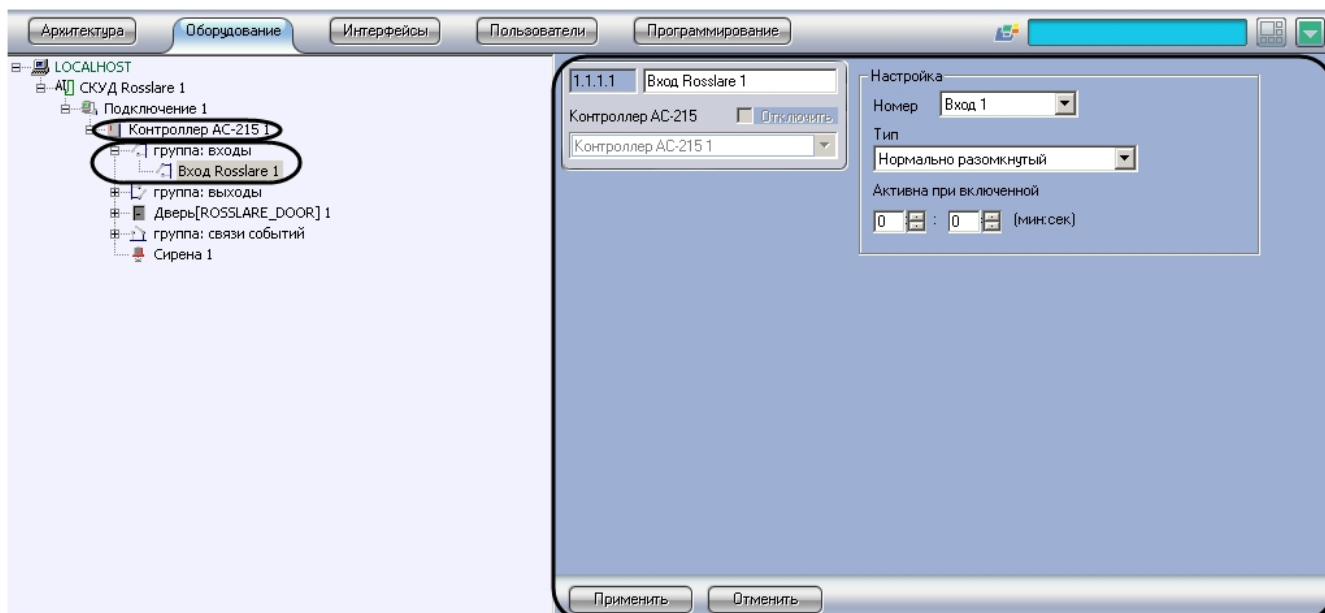 Архитектура Оборудование Интерфейсы Пользователи Программирование
LOCALHOST
СКУД Rosslare 1
Подключение 1
Контроллер AC-215 1
группа: входы
Вход Rosslare 1
группа: выходы
Дверь[ROSSLARE_DOOR] 1
группа: связи событий
Сирена 1
1.1.1.1 Вход Rosslare 1
Контроллер AC-215 Отключить
Контроллер AC-215 1
Настройка
Номер Вход 1
Тип
Нормально разомкнутый
Активна при включенной
0 : 0 (мин:сек)
Применить Отменить